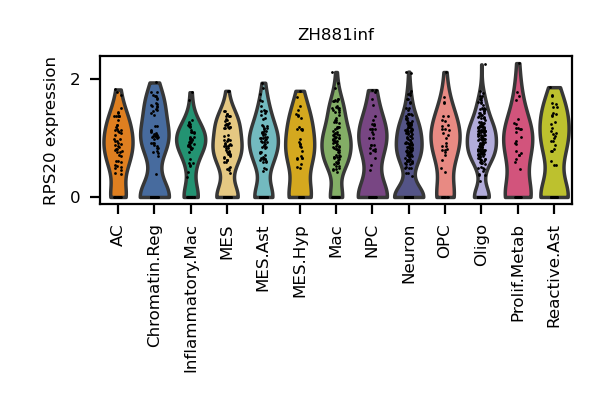 ZH881inf
RPS20 expression
2
0
AC
Chromatin.Reg
Inflammatory.Mac
MES
MES.Ast
MES.Hyp
Mac
NPC
Neuron
OPC
Oligo
Prolif.Metab
Reactive.Ast